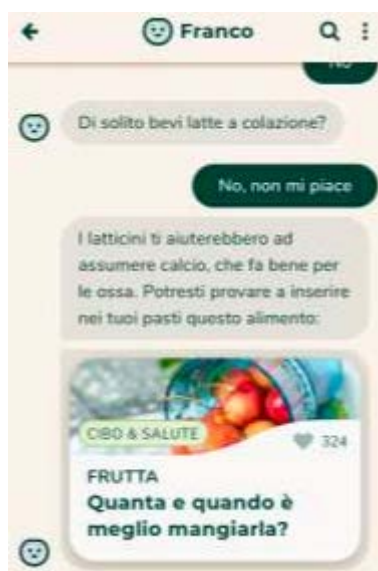 Franco
No
Di solito bevi latte a colazione?
No, non mi piace
I latticini ti aiuterebbero ad
assumere calcio, che fa bene per
le ossa. Potresti provare a inserire
nei tuoi pasti questo alimento:
CIBO & SALUTE
324
FRUTTA
Quanta e quando è
meglio mangiarla?